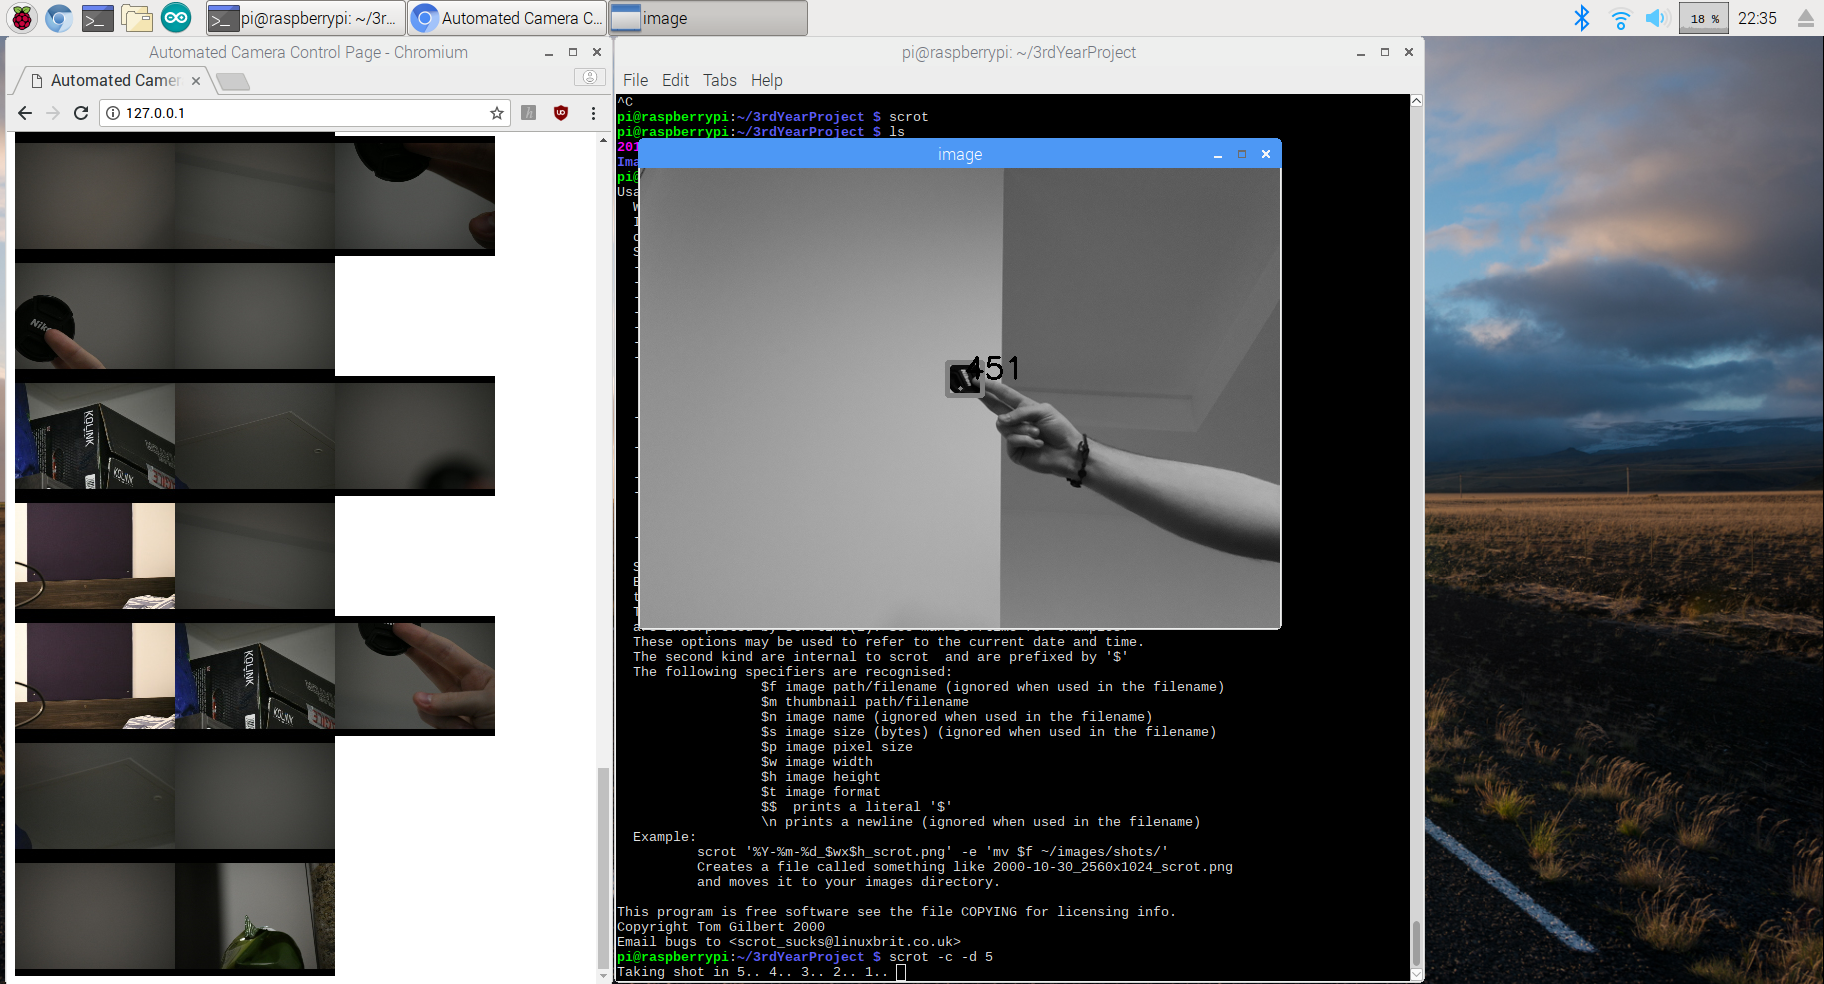 pi@raspberrypi: ~/3r...
Automated Camera C...
image
18 %
22:35
Automated Camera Control Page - Chromium
Automated Camer
127.0.0.1
Nik
KOLINK
KOLINK
KOLINK
KOLINK
pi@raspberrypi: ~/3rdYearProject
File Edit Tabs Help
^C
pi@raspberrypi:~/3rdYearProject $ scrot
pi@raspberrypi:~/3rdYearProject $ ls
201
Ima
pi@
Usa
image
451
These options may be used to refer to the current date and time.
The second kind are internal to scrot  and are prefixed by '$'
The following specifiers are recognised:
$f image path/filename (ignored when used in the filename)
$m thumbnail path/filename
$n image name (ignored when used in the filename)
$s image size (bytes) (ignored when used in the filename)
$p image pixel size
$w image width
$h image height
$t image format
$$  prints a literal '$'
\n prints a newline (ignored when used in the filename)
Example:
scrot '%Y-%m-%d_$wx$h_scrot.png' -e 'mv $f ~/images/shots/'
Creates a file called something like 2000-10-30_2560x1024_scrot.png
and moves it to your images directory.
This program is free software see the file COPYING for licensing info.
Copyright Tom Gilbert 2000
Email bugs to <scrot_sucks@linuxbrit.co.uk>
pi@raspberrypi:~/3rdYearProject $ scrot -c -d 5
Taking shot in 5.. 4.. 3.. 2.. 1..